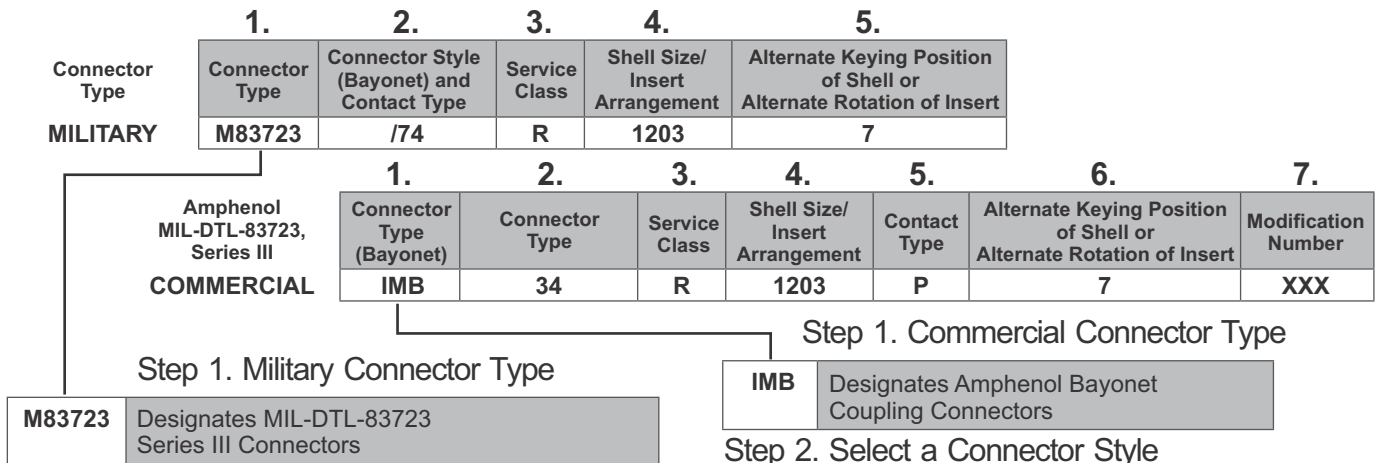 1. 2. 3. 4. 5.
Connector Type
Connector Type
Connector Style (Bayonet) and Contact Type
Service Class
Shell Size/ Insert Arrangement
Alternate Keying Position of Shell or Alternate Rotation of Insert
MILITARY M83723 /74 R 1203 7
1. 2. 3. 4. 5. 6. 7.
Amphenol MIL-DTL-83723, Series III
Connector Type (Bayonet)
Connector Type
Service Class
Shell Size/ Insert Arrangement
Contact Type
Alternate Keying Position of Shell or Alternate Rotation of Insert
Modification Number
COMMERCIAL IMB 34 R 1203 P 7 XXX
Step 1. Military Connector Type
M83723 Designates MIL-DTL-83723
Series III Connectors
Step 1. Commercial Connector Type
IMB Designates Amphenol Bayonet
Coupling Connectors
Step 2. Select a Connector Style